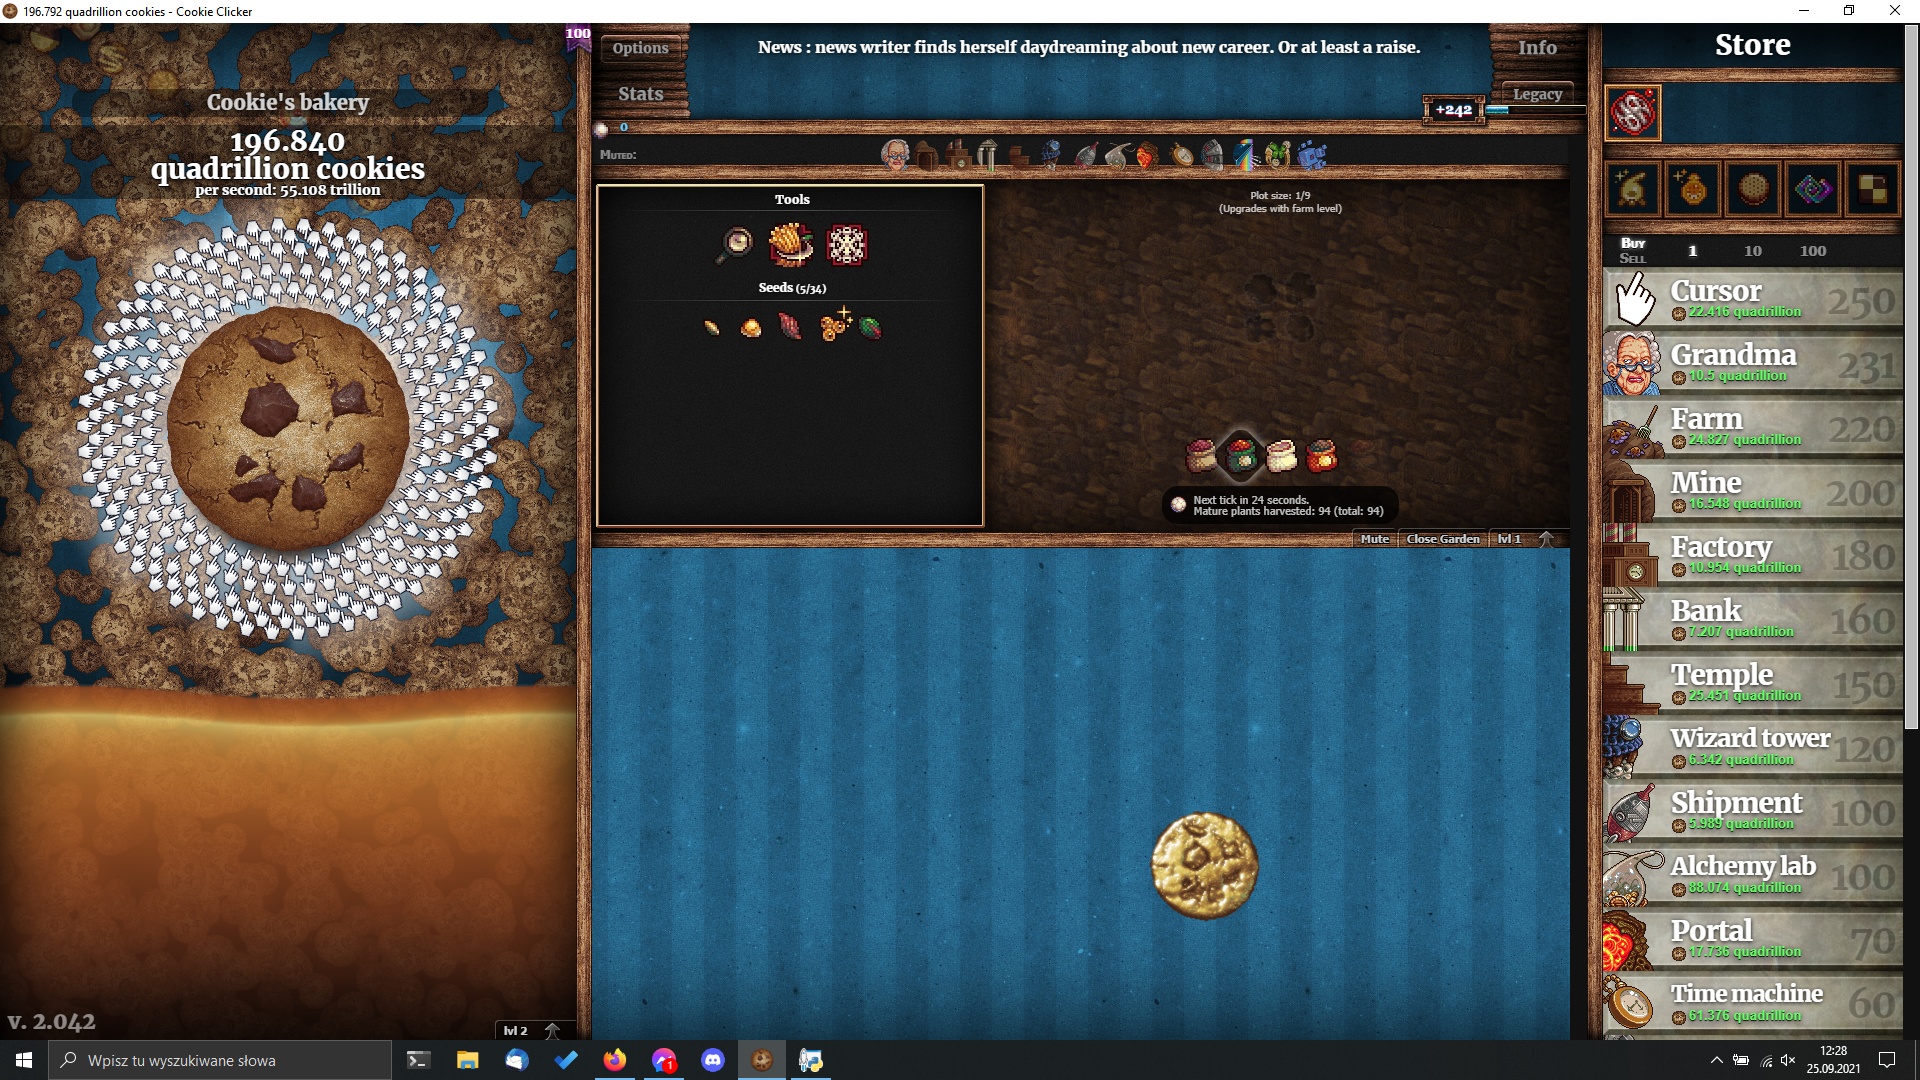 196.792 quadrillion cookies - Cookie Clicker
100
Options
Stats
News : news writer finds herself daydreaming about new career. Or at least a raise.
Info
Legacy
+242
Store
Cookie's bakery
196.840
quadrillion cookies
per second: 55.108 trillion
0
Muted:
Tools
Seeds (5/34)
Plot size: 1/9
(Upgrades with farm level)
Next tick in 24 seconds.
Mature plants harvested: 94 (total: 94)
Mute
Close Garden
lvl 1
Buy
Sell
1
10
100
Cursor
22.416 quadrillion
250
Grandma
10.5 quadrillion
231
Farm
24.827 quadrillion
220
Mine
16.548 quadrillion
200
Factory
10.954 quadrillion
180
Bank
7.207 quadrillion
160
Temple
25.451 quadrillion
150
Wizard tower
6.342 quadrillion
120
Shipment
5.989 quadrillion
100
Alchemy lab
88.074 quadrillion
100
Portal
17.736 quadrillion
70
Time machine
61.376 quadrillion
60
v. 2.042
lvl 2
Wpisz tu wyszukiwane słowa
1
12:28
25.09.2021